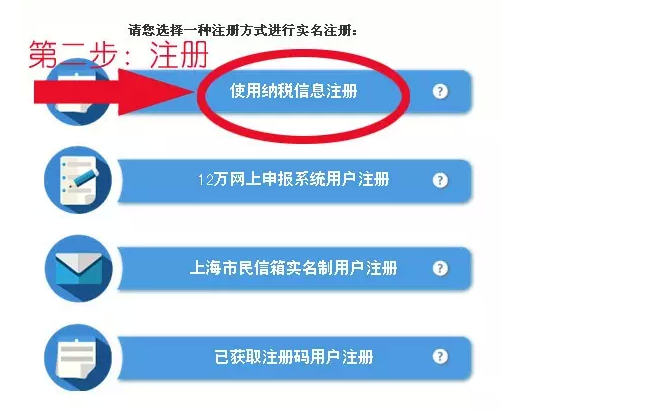 请您选择一种注册方式进行实名注册：
第二步：注册
使用纳税信息注册 ?
12万网上申报系统用户注册 ?
上海市民信箱实名制用户注册 ?
已获取注册码用户注册 ?